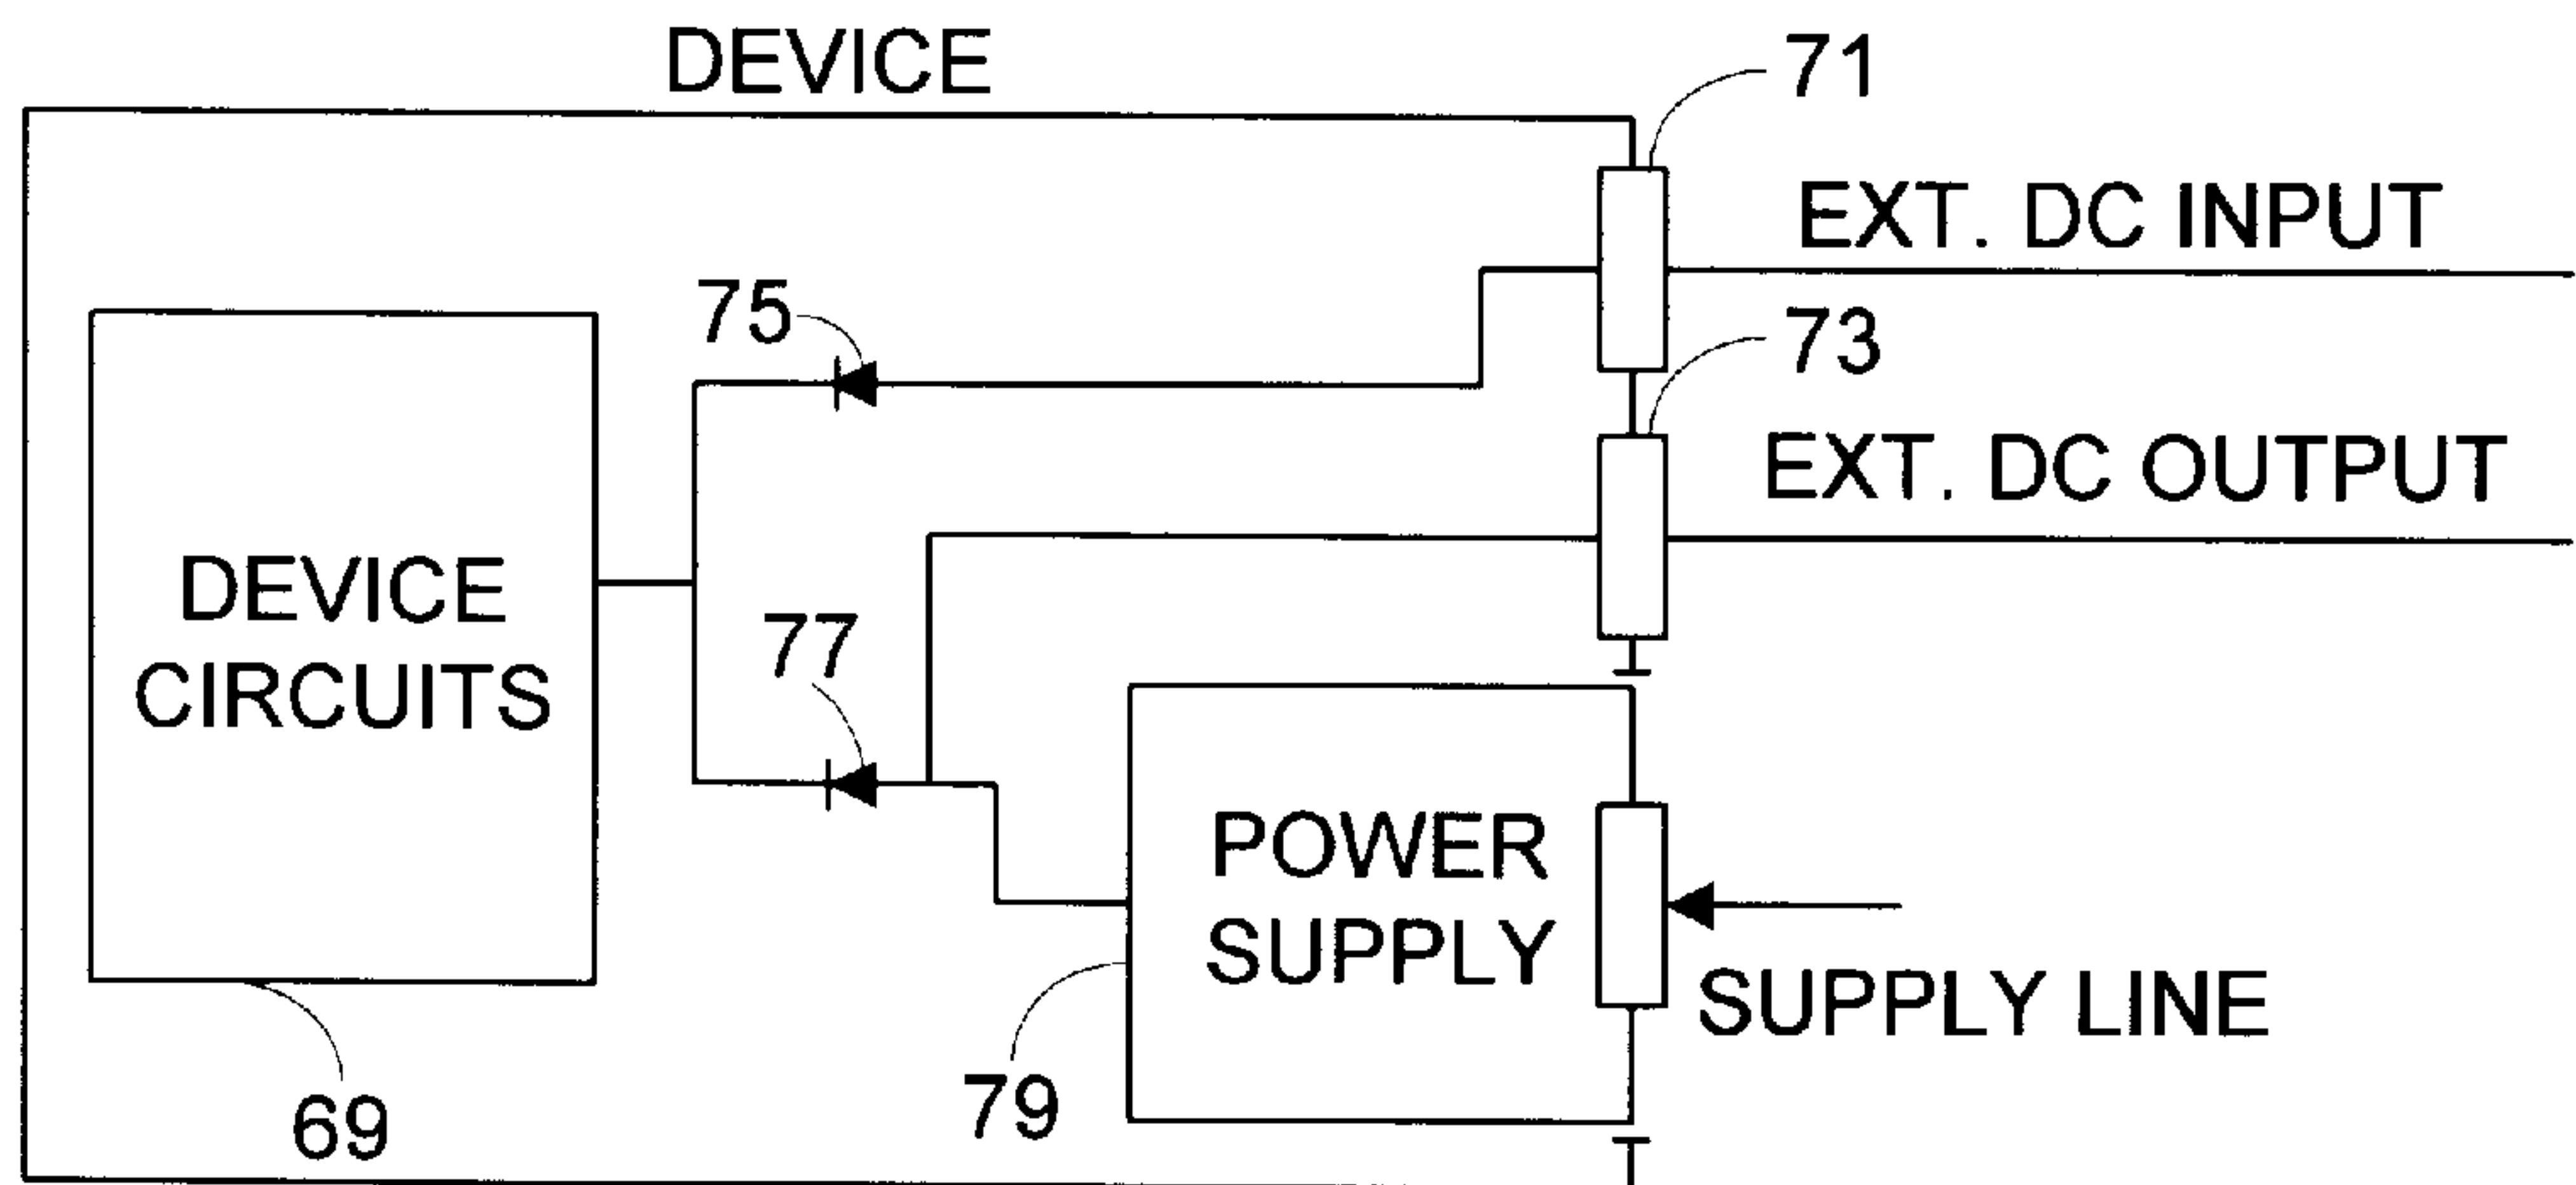 DEVICE
71
EXT. DC INPUT
75
73
EXT. DC OUTPUT
DEVICE
CIRCUITS
77
POWER
SUPPLY
SUPPLY LINE
79
69